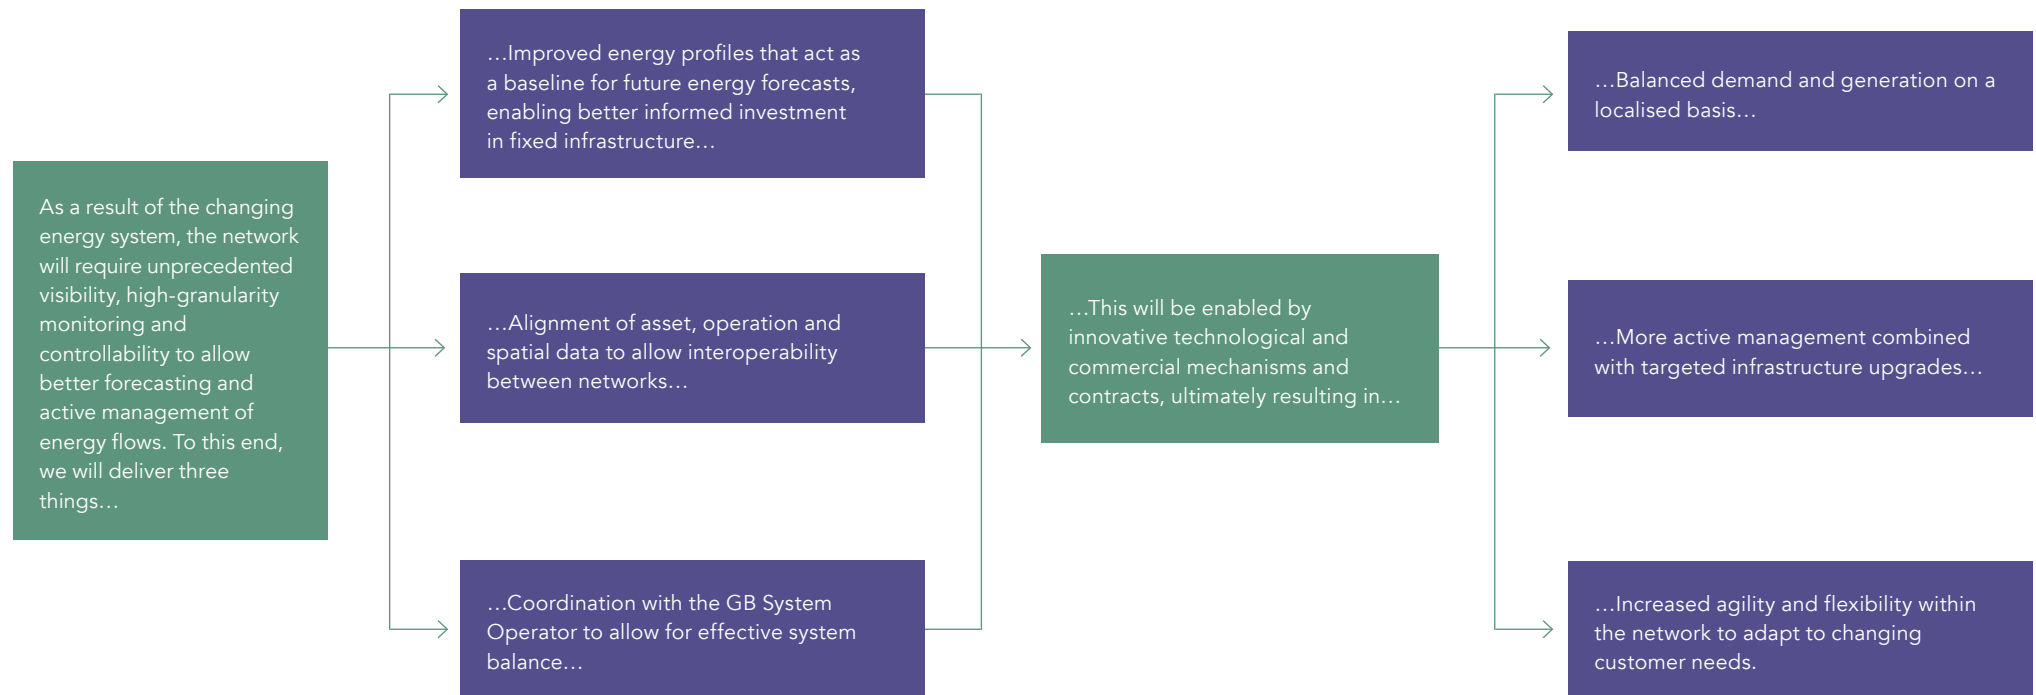 As a result of the changing
energy system, the network
will require unprecedented
visibility, high-granularity
monitoring and
controllability to allow
better forecasting and
active management of
energy flows. To this end,
we will deliver three
things…
…Improved energy profiles that act as
a baseline for future energy forecasts,
enabling better informed investment
in fixed infrastructure…
…Alignment of asset, operation and
spatial data to allow interoperability
between networks…
…Coordination with the GB System
Operator to allow for effective system
balance…
…This will be enabled by
innovative technological and
commercial mechanisms and
contracts, ultimately resulting in…
…Balanced demand and generation on a
localised basis…
…More active management combined
with targeted infrastructure upgrades…
…Increased agility and flexibility within
the network to adapt to changing
customer needs.